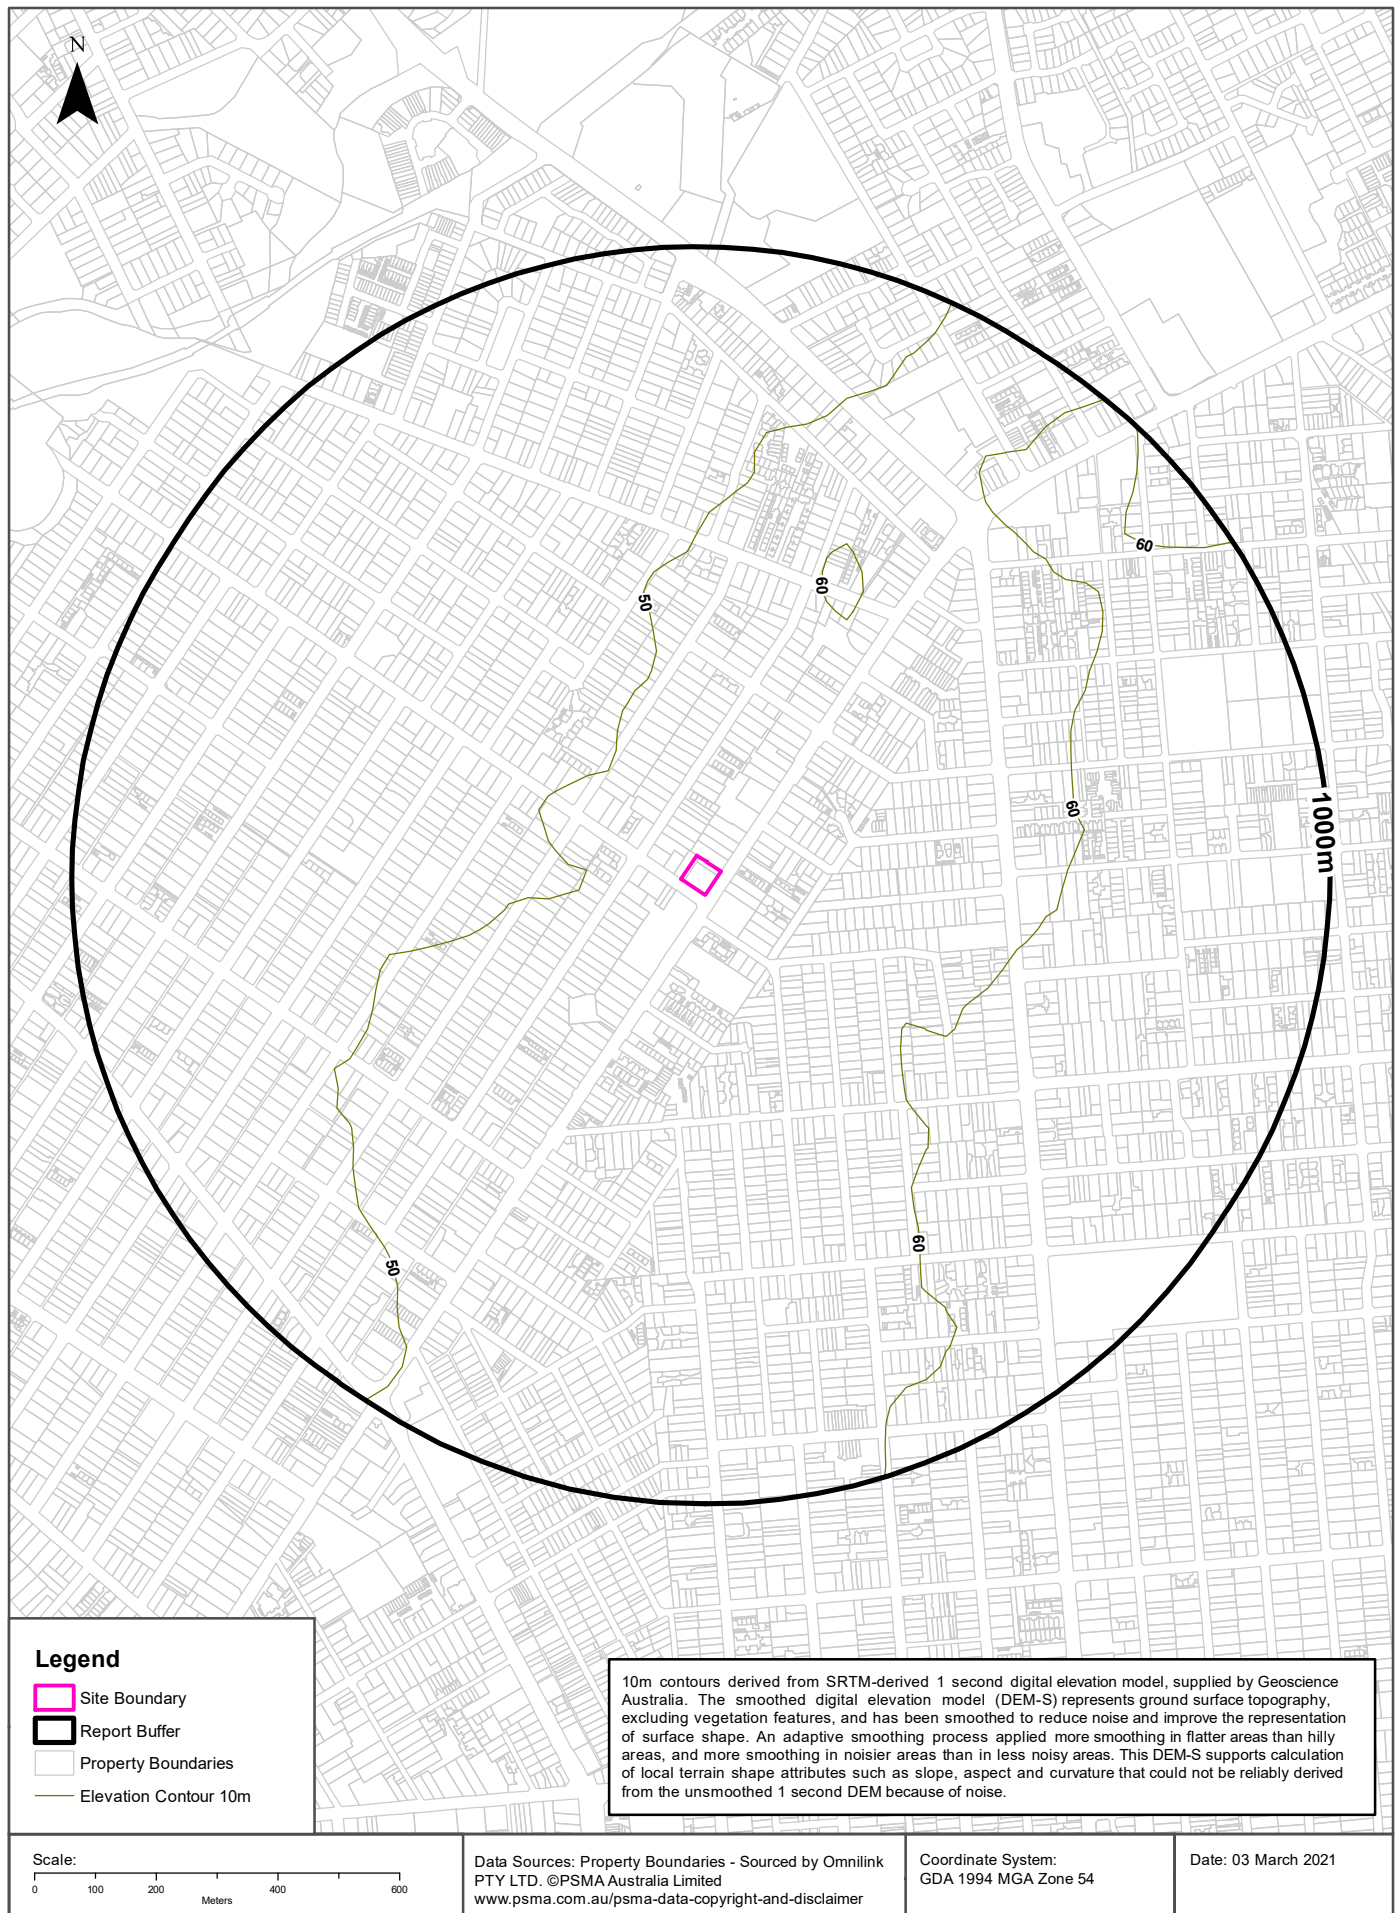 N
50
60
60
1000m
60
60
50
Legend
Site Boundary
Report Buffer
Property Boundaries
Elevation Contour 10m
10m contours derived from SRTM-derived 1 second digital elevation model, supplied by Geoscience
Australia. The smoothed digital elevation model (DEM-S) represents ground surface topography,
excluding vegetation features, and has been smoothed to reduce noise and improve the representation
of surface shape. An adaptive smoothing process applied more smoothing in flatter areas than hilly
areas, and more smoothing in noisier areas than in less noisy areas. This DEM-S supports calculation
of local terrain shape attributes such as slope, aspect and curvature that could not be reliably derived
from the unsmoothed 1 second DEM because of noise.
Scale:
0 100 200 400 600
Meters
Data Sources: Property Boundaries - Sourced by Omnilink
PTY LTD. ©PSMA Australia Limited
www.psma.com.au/psma-data-copyright-and-disclaimer
Coordinate System:
GDA 1994 MGA Zone 54
Date: 03 March 2021